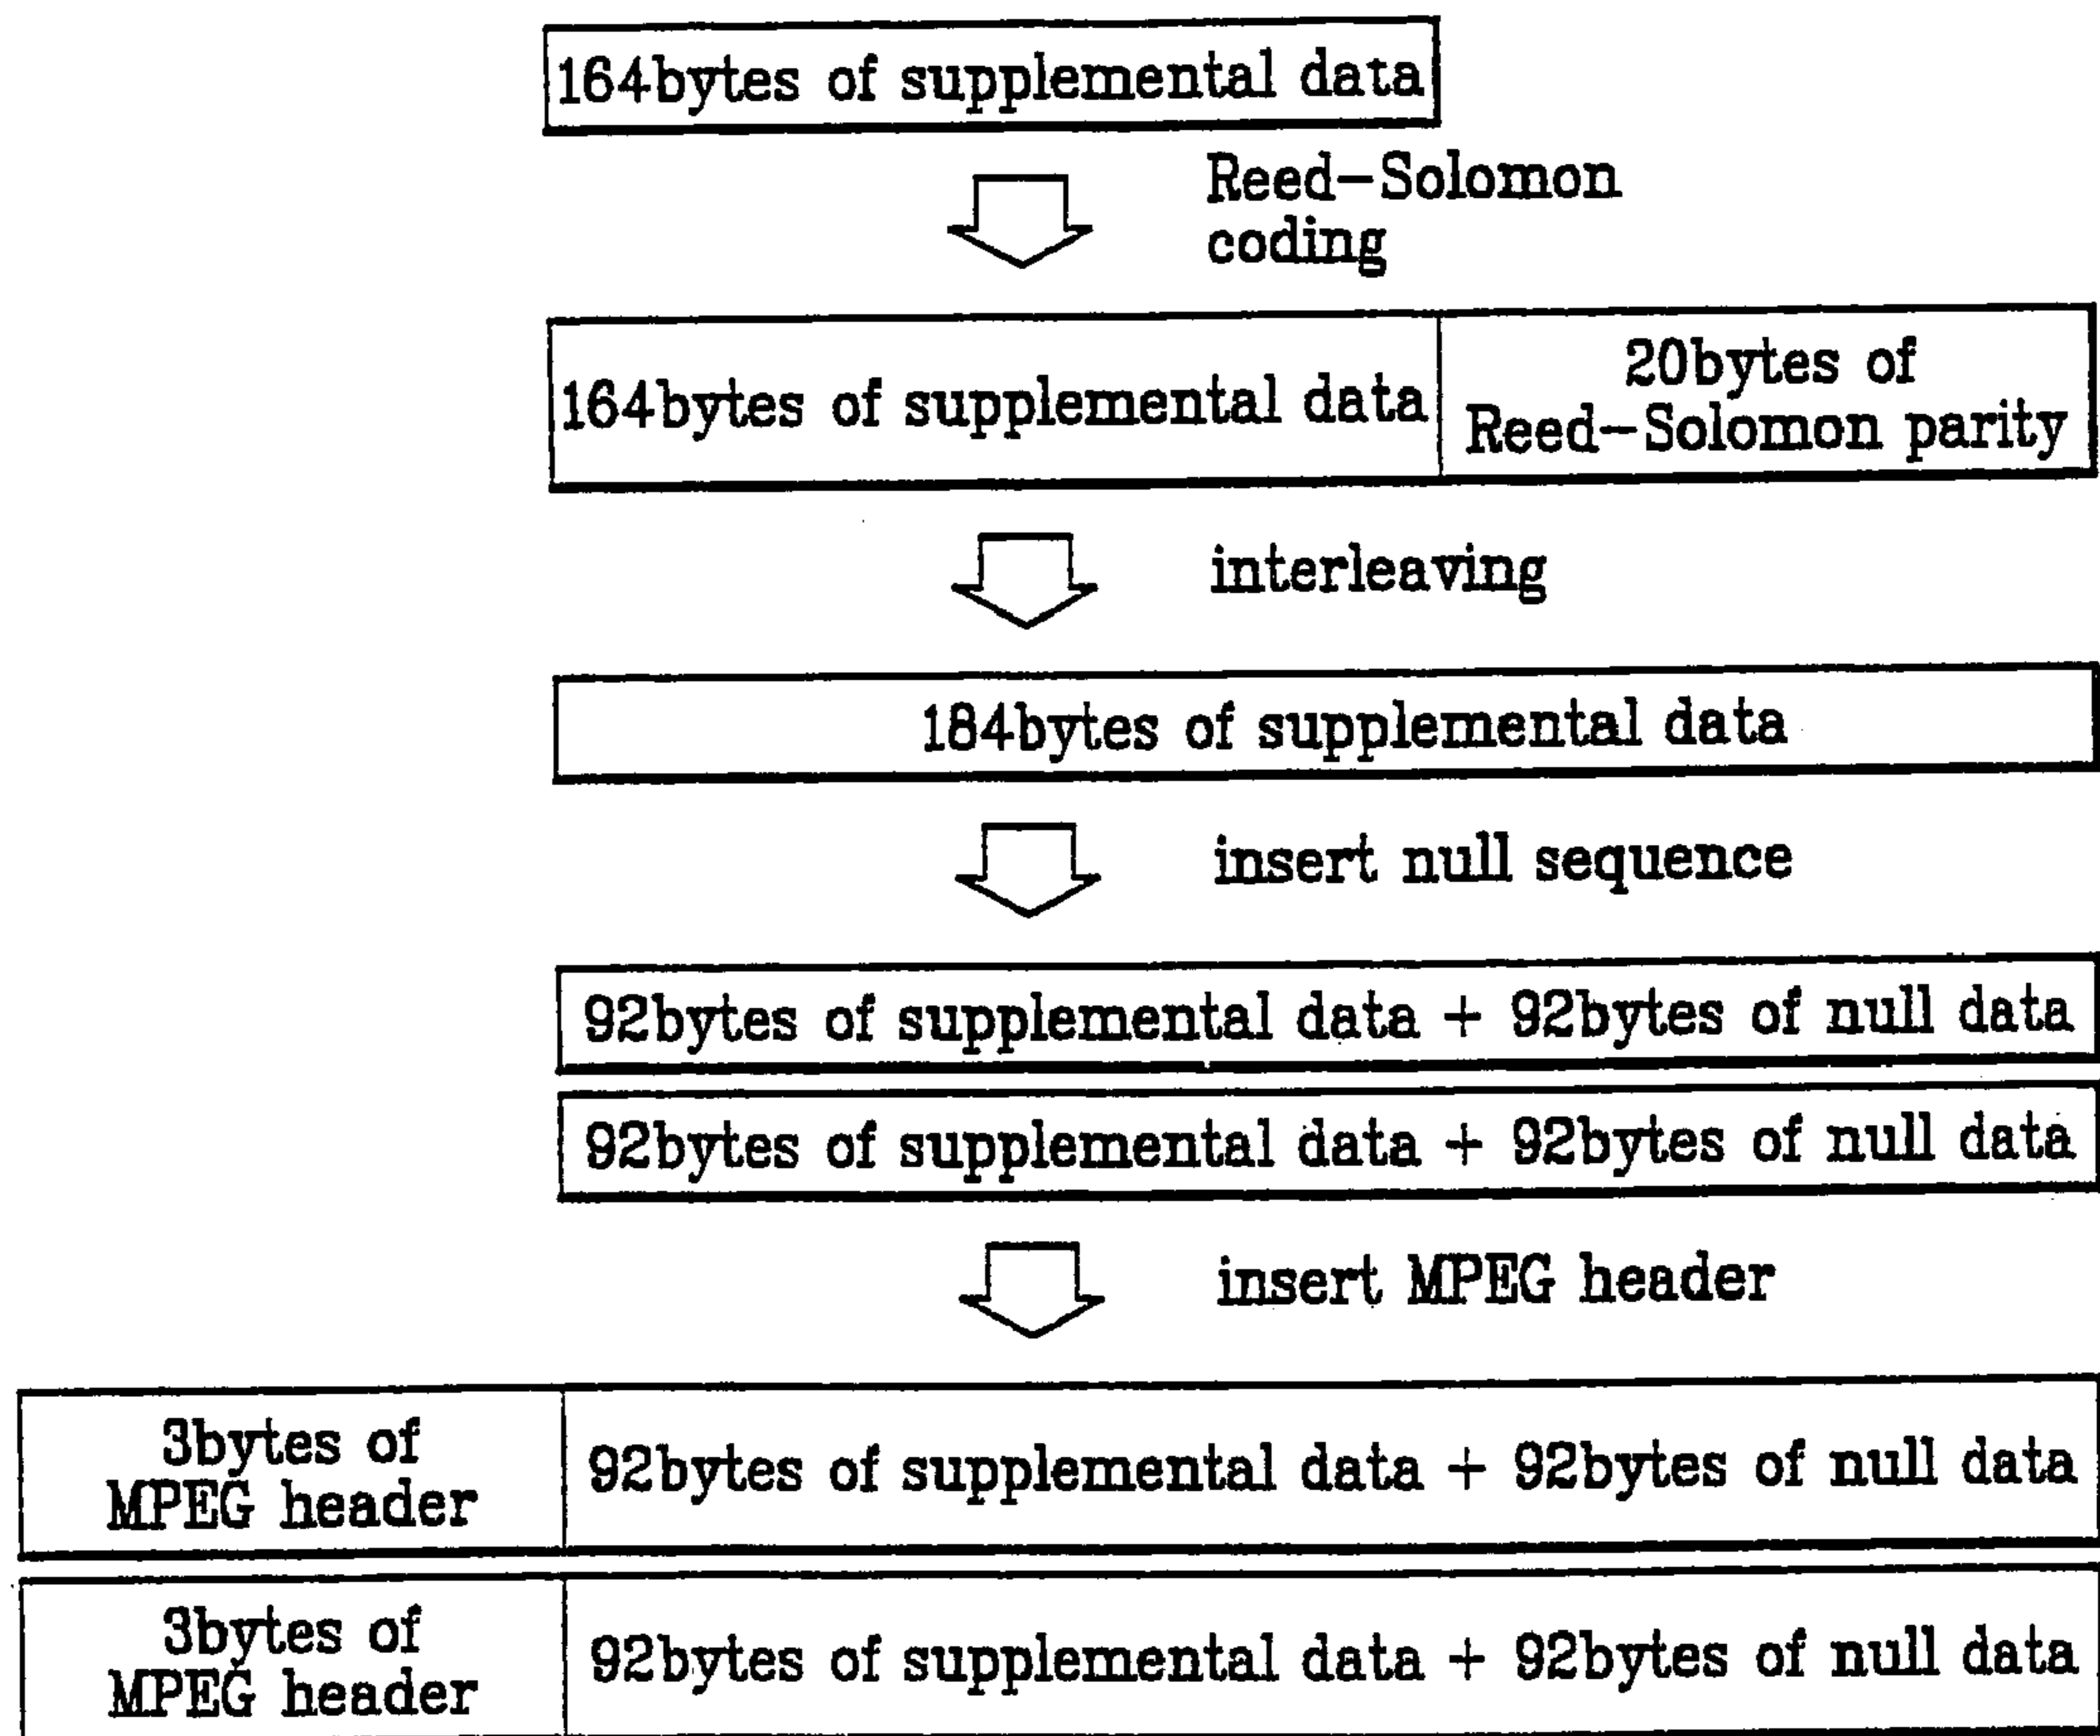 164bytes of supplemental data
Reed-Solomon
coding
164bytes of supplemental data
20bytes of
Reed-Solomon parity
interleaving
184bytes of supplemental data
insert null sequence
92bytes of supplemental data + 92bytes of null data
92bytes of supplemental data + 92bytes of null data
insert MPEG header
3bytes of
MPEG header
92bytes of supplemental data + 92bytes of null data
3bytes of
MPEG header
92bytes of supplemental data + 92bytes of null data